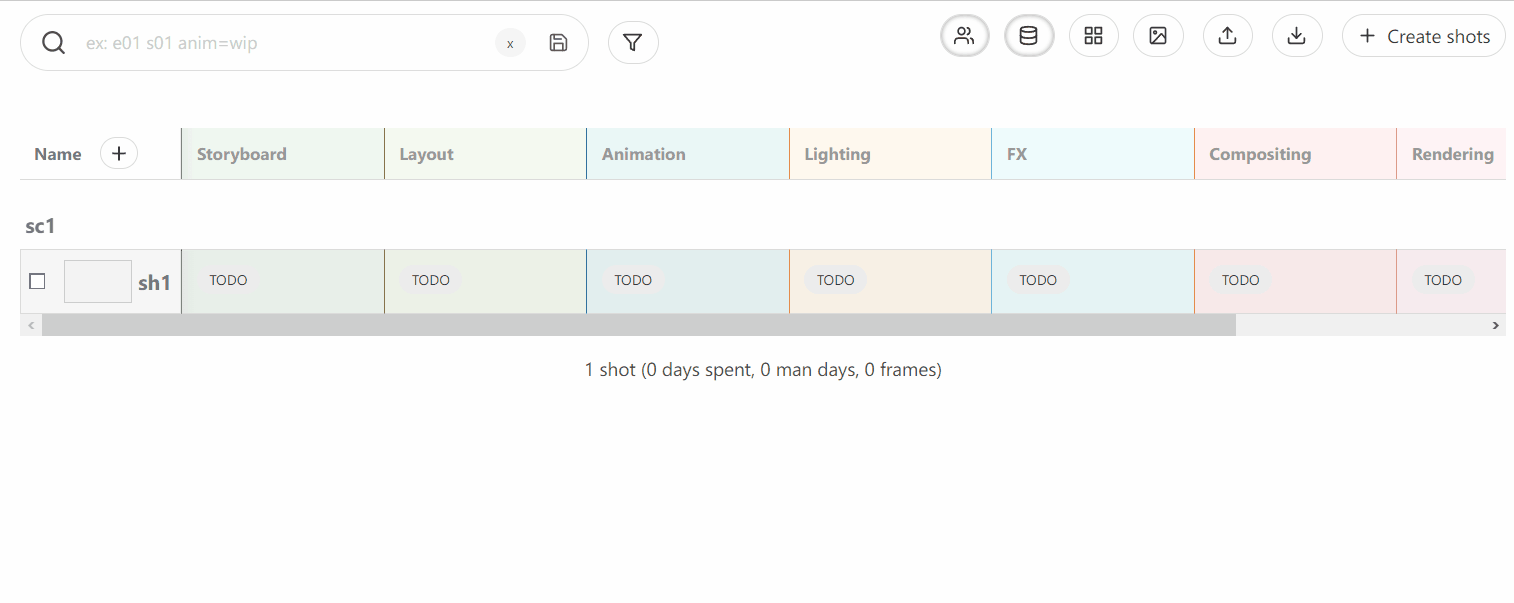 ex: e01 s01 anim=wip x Create shots
Name Storyboard Layout Animation Lighting FX Compositing Rendering
sc1
sh1 TODO TODO TODO TODO TODO TODO TODO
1 shot (0 days spent, 0 man days, 0 frames)